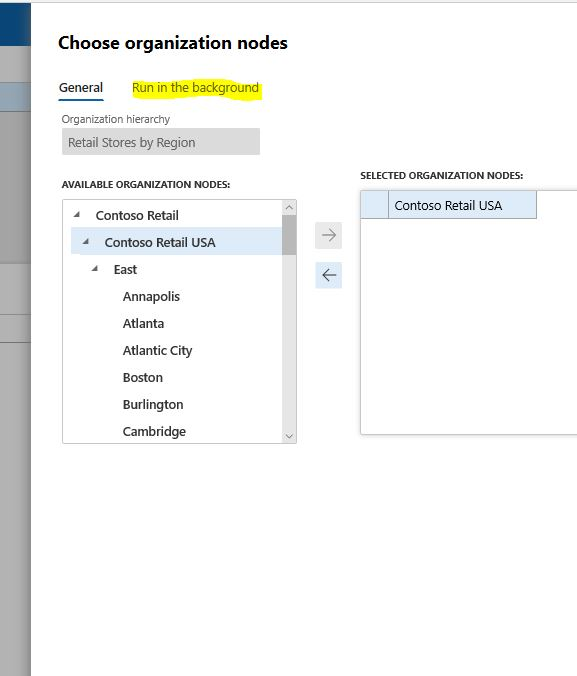 Choose organization nodes
General
Run in the background
Organization hierarchy
Retail Stores by Region
AVAILABLE ORGANIZATION NODES:
Contoso Retail
Contoso Retail USA
East
Annapolis
Atlanta
Atlantic City
Boston
Burlington
Cambridge
SELECTED ORGANIZATION NODES:
Contoso Retail USA